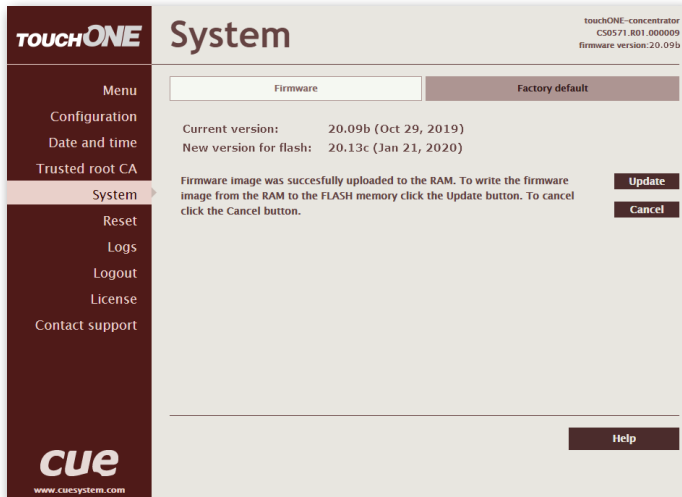 TOUCHONE
System
touchONE-concentrator
CS0571.R01.000009
firmware version:20.09b
Menu
Configuration
Date and time
Trusted root CA
System
Reset
Logs
Logout
License
Contact support
Firmware
Factory default
Current version: 20.09b (Oct 29, 2019)
New version for flash: 20.13c (Jan 21, 2020)
Firmware image was succesfully uploaded to the RAM. To write the firmware
image from the RAM to the FLASH memory click the Update button. To cancel
click the Cancel button.
Update
Cancel
Help
cue
www.cuesystem.com